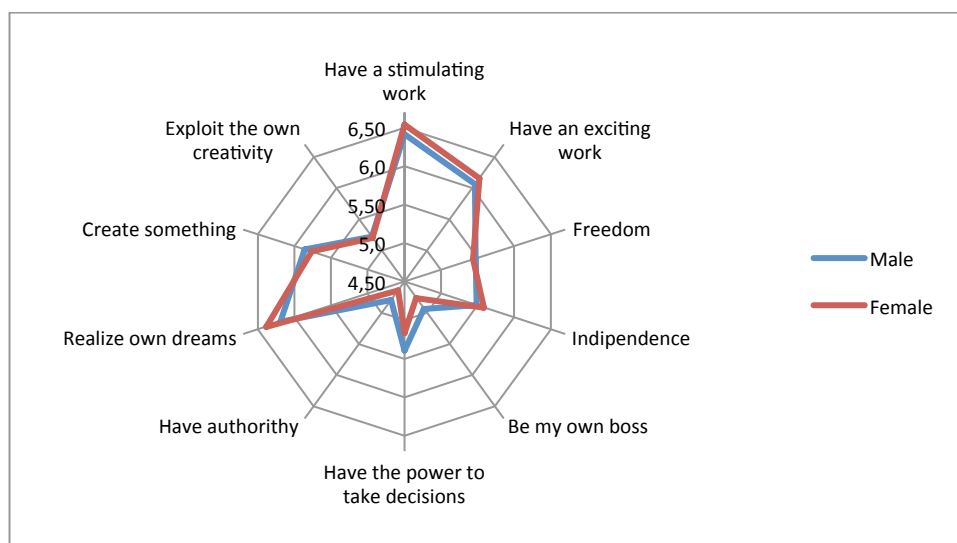 Have a stimulating
work
Have an exciting
work
Freedom
Indipendence
Be my own boss
Have the power to
take decisions
Have authorithy
Realize own dreams
Create something
Exploit the own
creativity
6,50
6,0
5,50
5,0
4,50
Male
Female